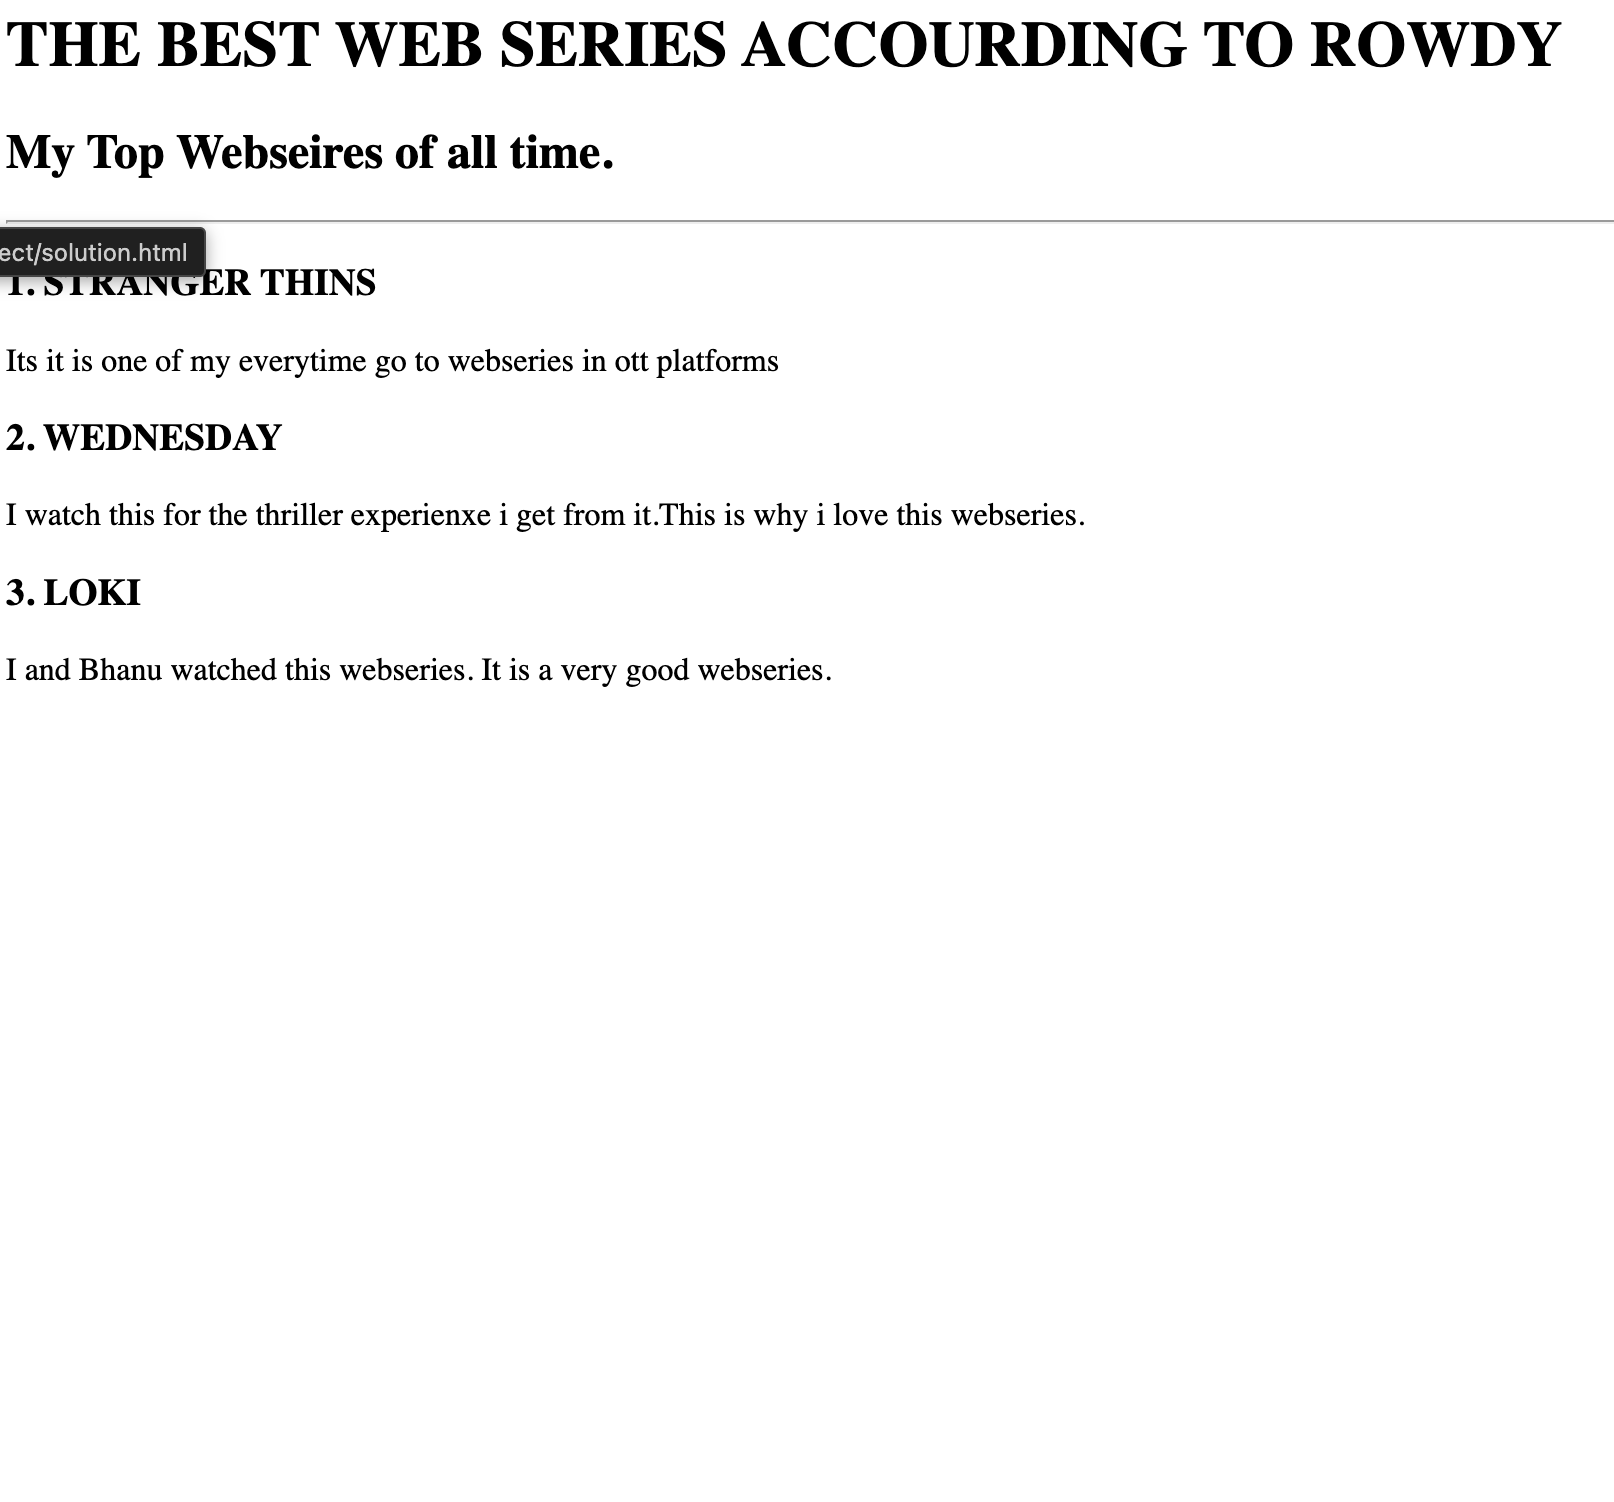 THE BEST WEB SERIES ACCOURDING TO ROWDY
My Top Webseires of all time.
ect/solution.html
1. STRANGER THINS
Its it is one of my everytime go to webseries in ott platforms
2. WEDNESDAY
I watch this for the thriller experienxe i get from it.This is why i love this webseries.
3. LOKI
I and Bhanu watched this webseries. It is a very good webseries.